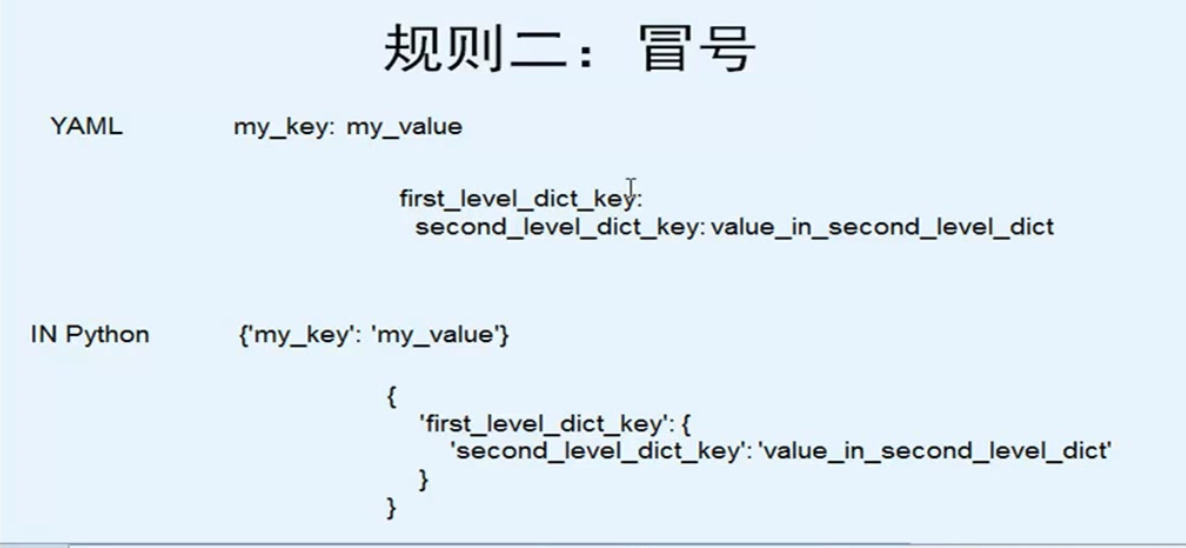 规则二：冒号
YAML my_key: my_value
first_level_dict_key:
second_level_dict_key: value_in_second_level_dict
IN Python {'my_key': 'my_value'}
{
'first_level_dict_key': {
'second_level_dict_key': 'value_in_second_level_dict'
}
}